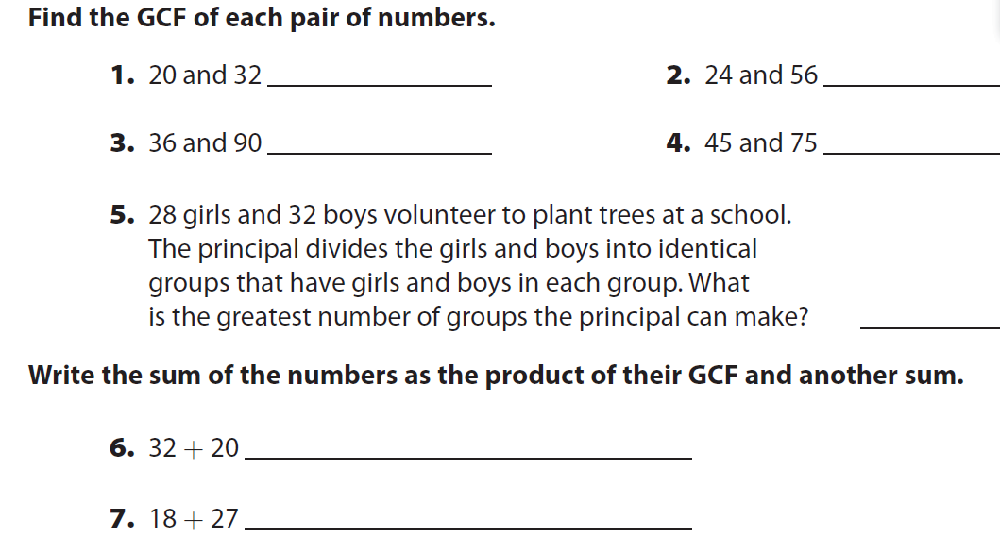 Find the GCF of each pair of numbers.
1. 20 and 32
2. 24 and 56
3. 36 and 90
4. 45 and 75
5. 28 girls and 32 boys volunteer to plant trees at a school.
The principal divides the girls and boys into identical
groups that have girls and boys in each group. What
is the greatest number of groups the principal can make?
Write the sum of the numbers as the product of their GCF and another sum.
6. 32 + 20
7. 18 + 27